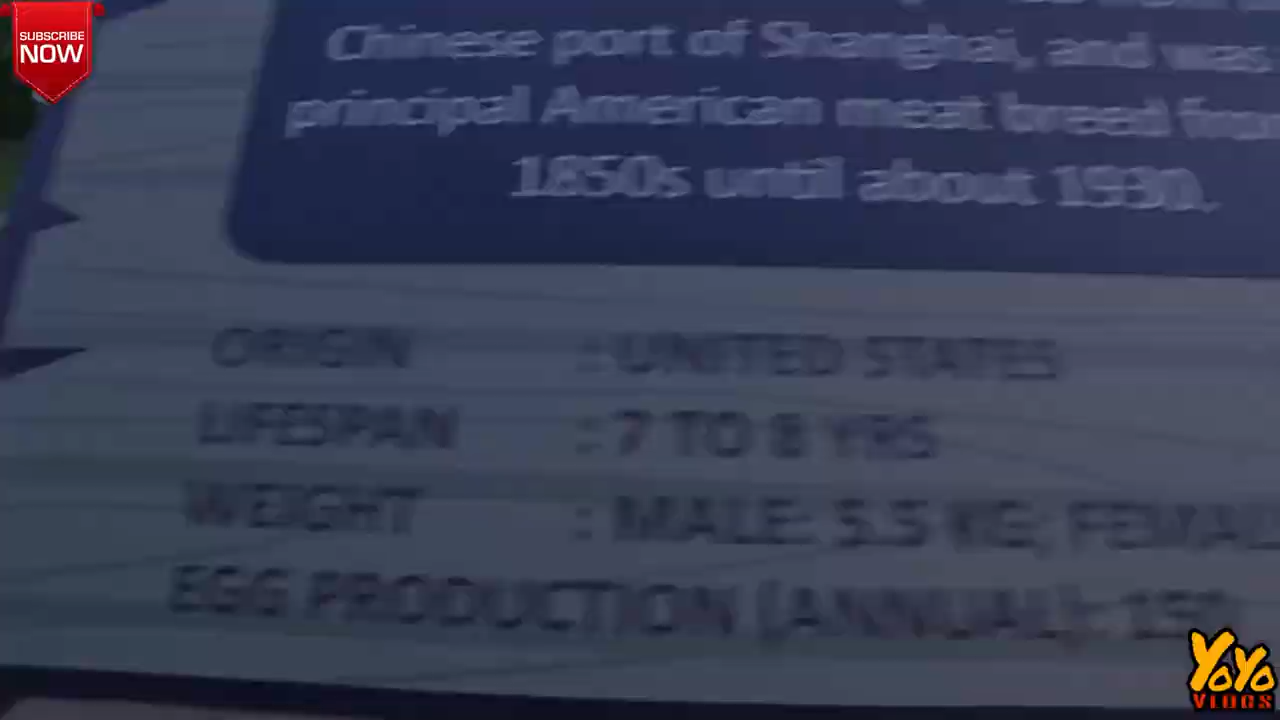 SUBSCRIBE
NOW
Chinese port of Shanghai, and was
principal American meat breed
1850s until about 1930.
ORIGIN : UNITED STATES
LIFESPAN : 7 TO 8 YRS
WEIGHT : MALE: 5.5 KG; FEMAL
EGG PRODUCTION (ANNUAL): 150
YOYO
VLOGS